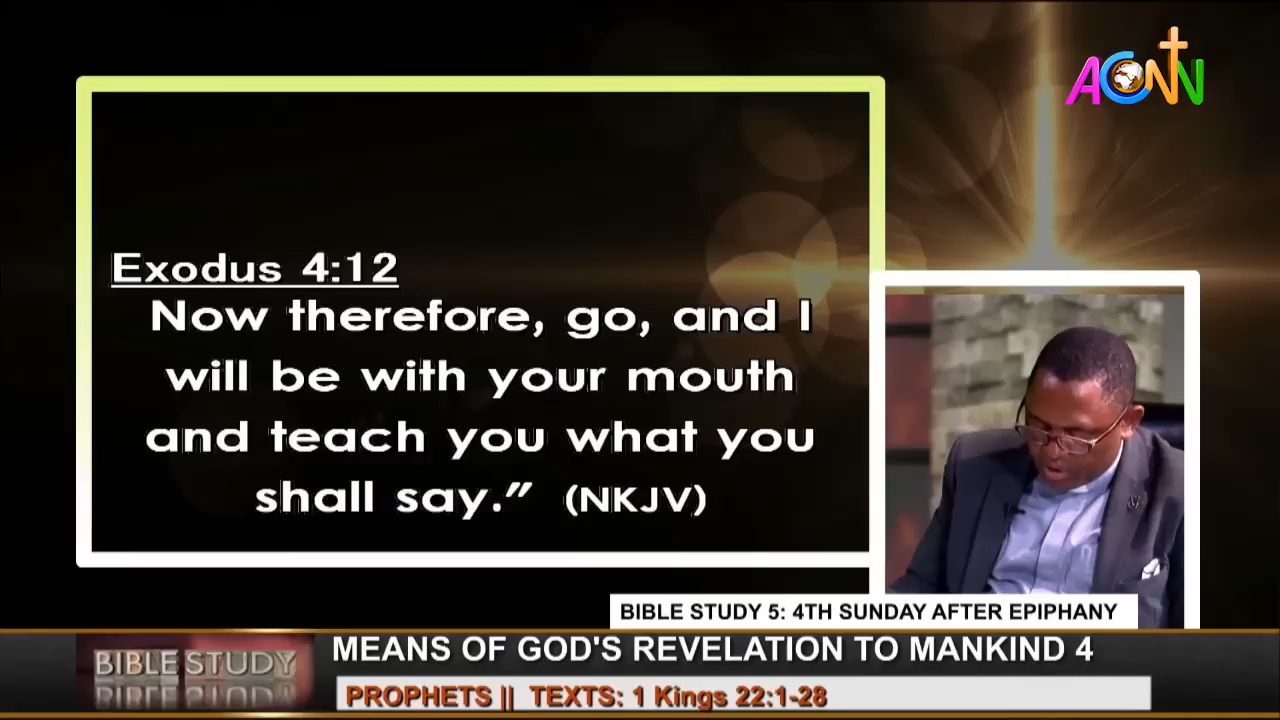 ACNN
Exodus 4:12
Now therefore, go, and I
will be with your mouth
and teach you what you
shall say.” (NKJV)
BIBLE STUDY 5: 4TH SUNDAY AFTER EPIPHANY
BIBLE STUDY
MEANS OF GOD'S REVELATION TO MANKIND 4
PROPHETS || TEXTS: 1 Kings 22:1-28